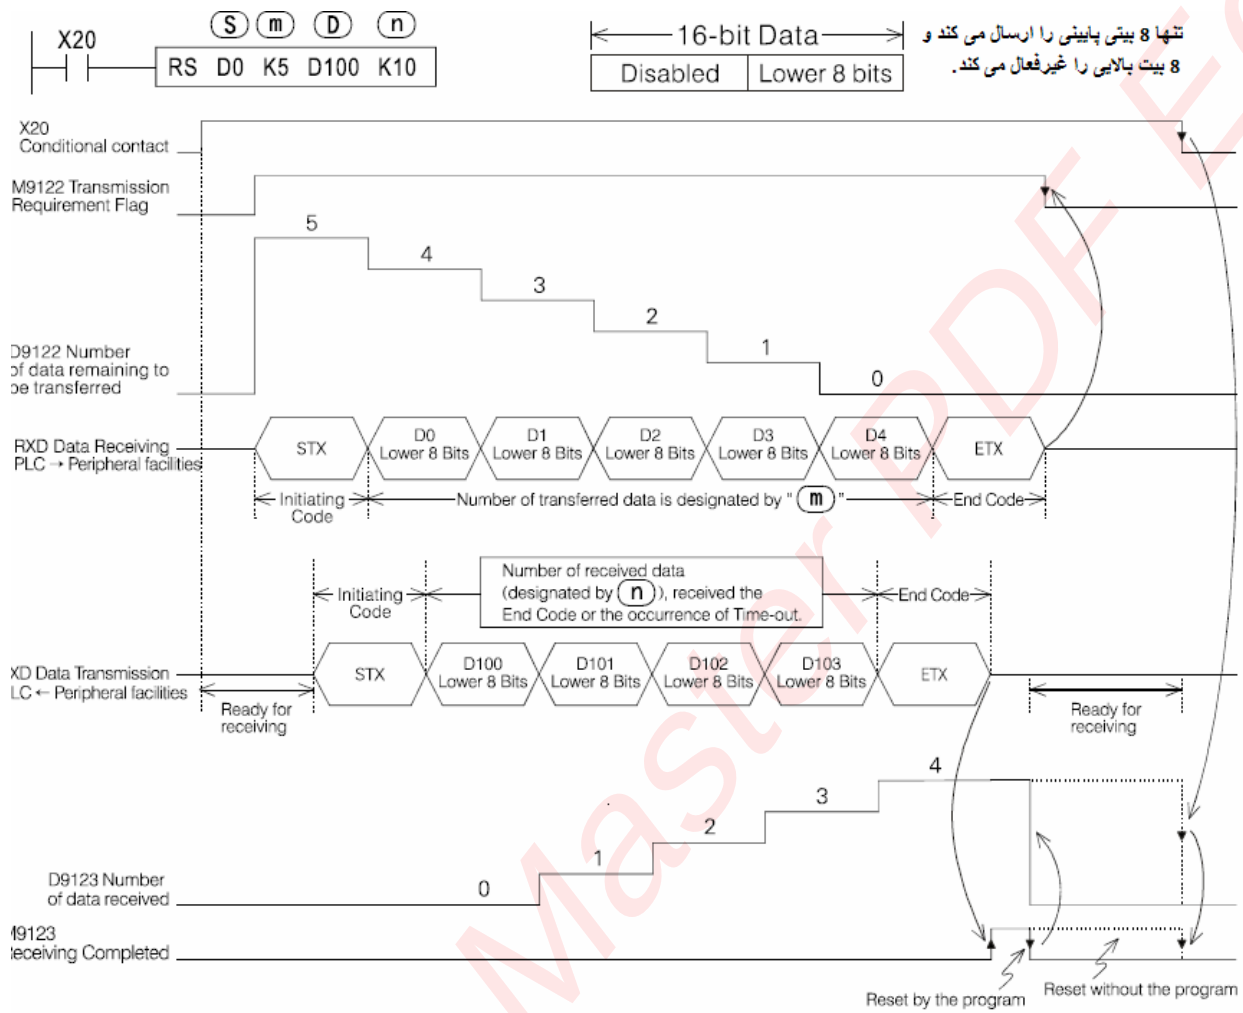 S m D n
X20
RS D0 K5 D100 K10
16-bit Data
Disabled Lower 8 bits
تنها 8 بیتی پایینی را ارسال می کند و
8 بیت بالایی را غیرفعال می کند.
X20
Conditional contact
M9122 Transmission
Requirement Flag
5
4
3
2
1
0
D9122 Number
of data remaining to
be transferred
RXD Data Receiving
PLC → Peripheral facilities
STX
D0
Lower 8 Bits
D1
Lower 8 Bits
D2
Lower 8 Bits
D3
Lower 8 Bits
D4
Lower 8 Bits
ETX
Initiating
Code
Number of transferred data is designated by "m"
End Code
Initiating
Code
Number of received data
(designated by n), received the
End Code or the occurrence of Time-out.
End Code
XD Data Transmission
LC ← Peripheral facilities
STX
D100
Lower 8 Bits
D101
Lower 8 Bits
D102
Lower 8 Bits
D103
Lower 8 Bits
ETX
Ready for
receiving
Ready for
receiving
4
3
2
1
0
D9123 Number
of data received
M9123
Receiving Completed
Reset by the program
Reset without the program
Master PDF E